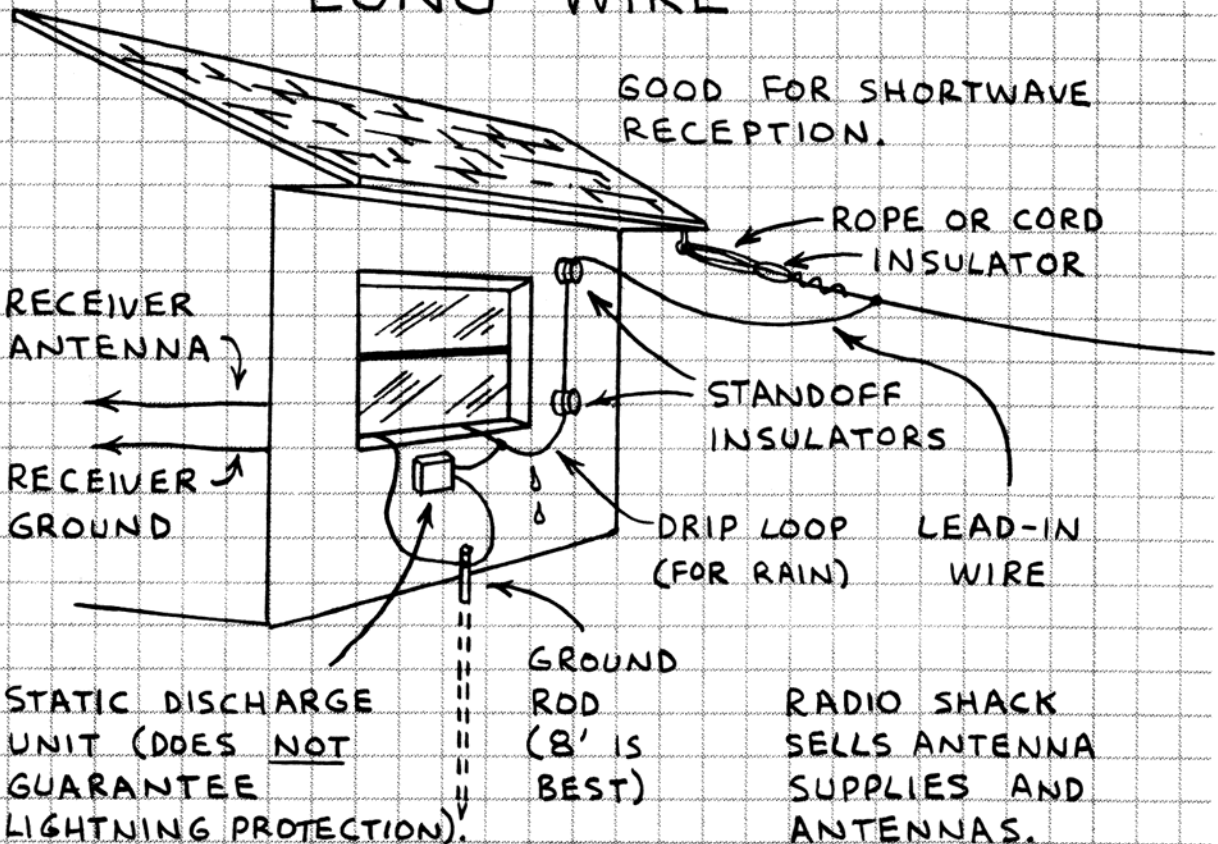 LONG WIRE
GOOD FOR SHORTWAVE
RECEPTION.
ROPE OR CORD
INSULATOR
RECEIVER
ANTENNA
STANDOFF
INSULATORS
RECEIVER
GROUND
DRIP LOOP
(FOR RAIN)
LEAD-IN
WIRE
GROUND
ROD
(8' IS
BEST)
STATIC DISCHARGE
UNIT (DOES NOT
GUARANTEE
LIGHTNING PROTECTION).
RADIO SHACK
SELLS ANTENNA
SUPPLIES AND
ANTENNAS.